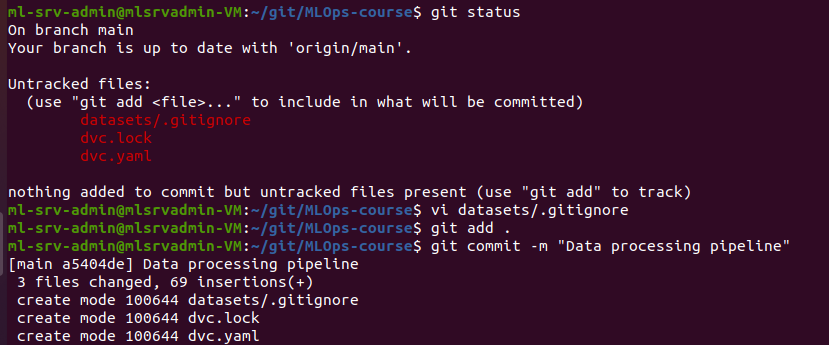 ml-srv-admin@mlsrvadmin-VM:~/git/MLOps-course$ git status
On branch main
Your branch is up to date with 'origin/main'.
Untracked files:
(use "git add <file>..." to include in what will be committed)
datasets/.gitignore
dvc.lock
dvc.yaml
nothing added to commit but untracked files present (use "git add" to track)
ml-srv-admin@mlsrvadmin-VM:~/git/MLOps-course$ vi datasets/.gitignore
ml-srv-admin@mlsrvadmin-VM:~/git/MLOps-course$ git add .
ml-srv-admin@mlsrvadmin-VM:~/git/MLOps-course$ git commit -m "Data processing pipeline"
[main a5404de] Data processing pipeline
3 files changed, 69 insertions(+)
create mode 100644 datasets/.gitignore
create mode 100644 dvc.lock
create mode 100644 dvc.yaml